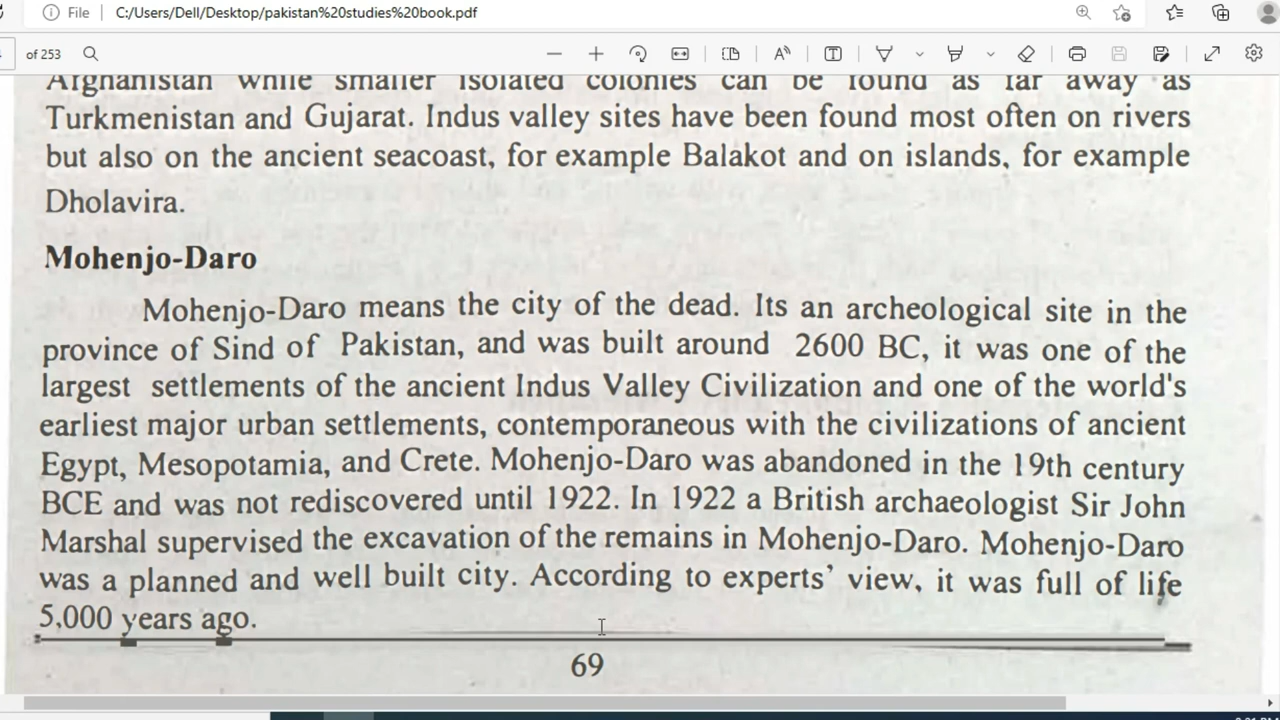 File C:/Users/Dell/Desktop/pakistan%20studies%20book.pdf
of 253
Afghanistan while smaller isolated colonies can be found as far away as
Turkmenistan and Gujarat. Indus valley sites have been found most often on rivers
but also on the ancient seacoast, for example Balakot and on islands, for example
Dholavira.
Mohenjo-Daro
Mohenjo-Daro means the city of the dead. Its an archeological site in the
province of Sind of Pakistan, and was built around 2600 BC, it was one of the
largest settlements of the ancient Indus Valley Civilization and one of the world's
earliest major urban settlements, contemporaneous with the civilizations of ancient
Egypt, Mesopotamia, and Crete. Mohenjo-Daro was abandoned in the 19th century
BCE and was not rediscovered until 1922. In 1922 a British archaeologist Sir John
Marshal supervised the excavation of the remains in Mohenjo-Daro. Mohenjo-Daro
was a planned and well built city. According to experts' view, it was full of life
5,000 years ago.
69